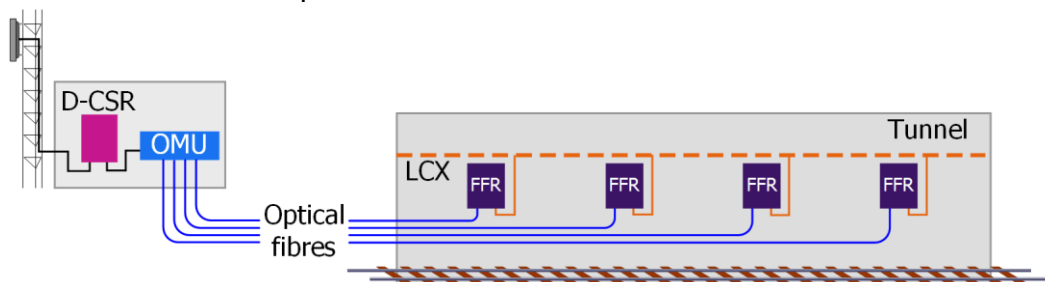 D-CSR
OMU
Tunnel
LCX
FFR
FFR
FFR
FFR
Optical
fibres